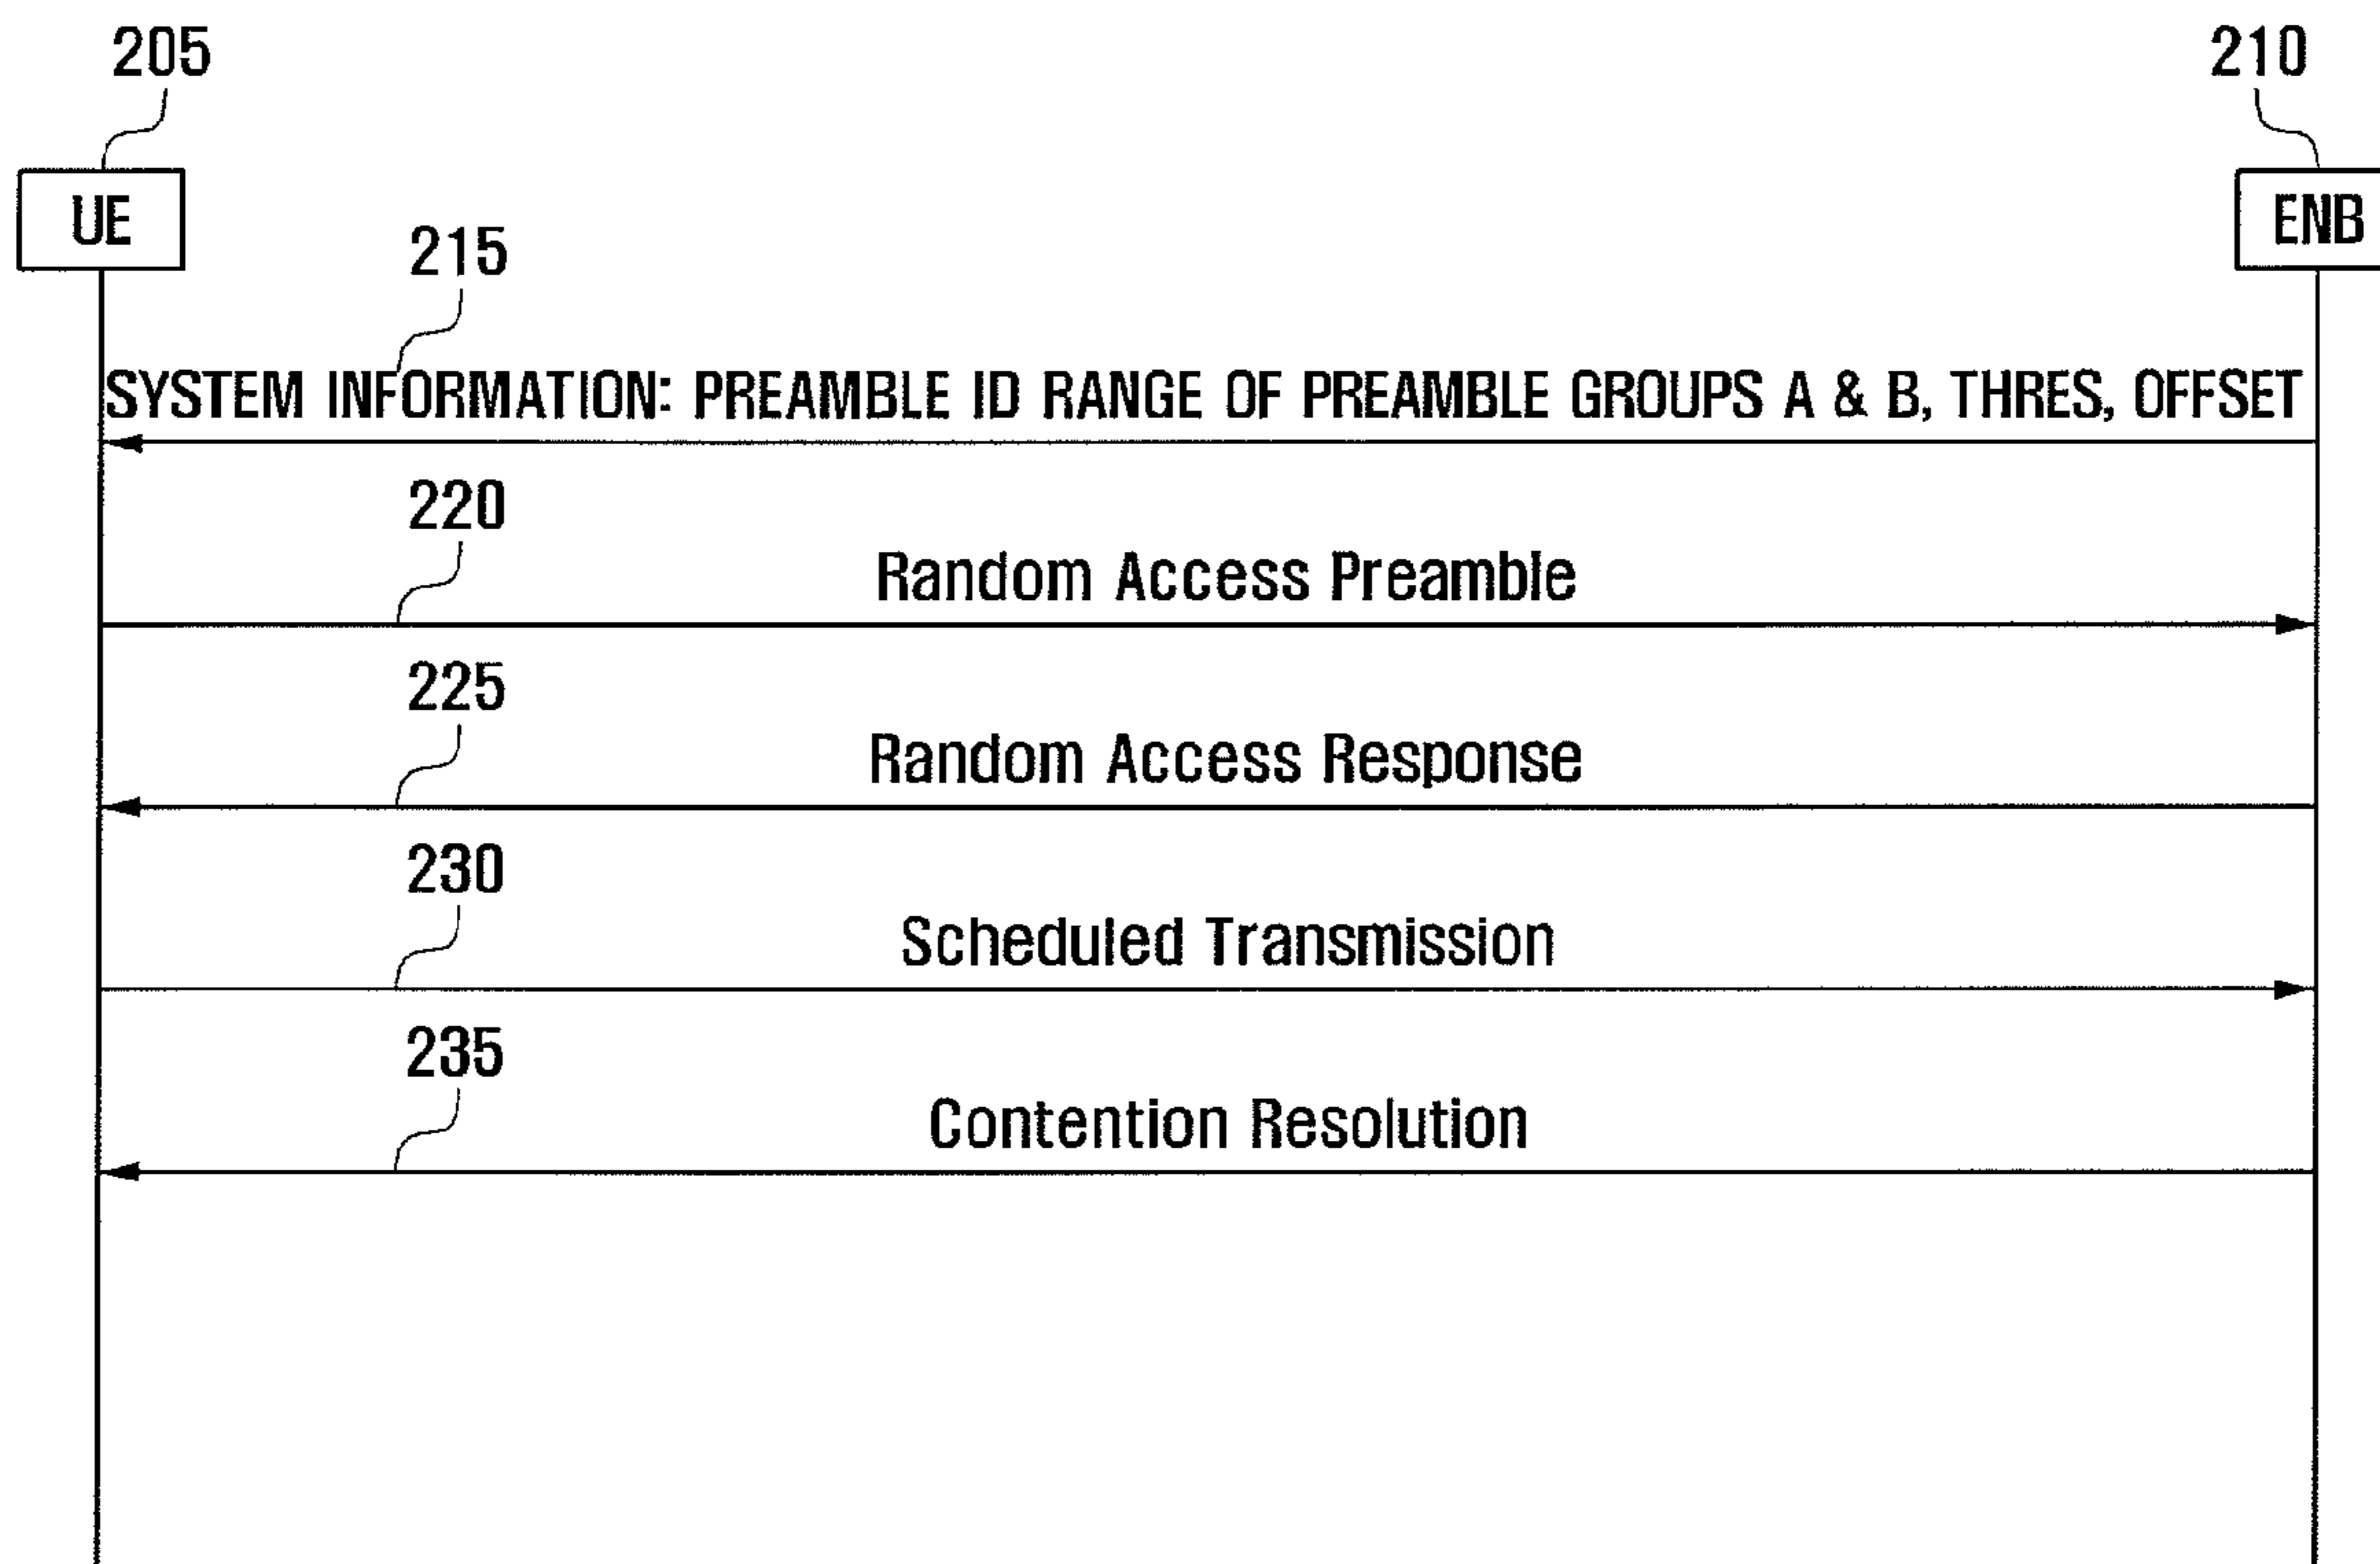 205
210
UE
ENB
215
SYSTEM INFORMATION: PREAMBLE ID RANGE OF PREAMBLE GROUPS A & B, THRES, OFFSET
220
Random Access Preamble
225
Random Access Response
230
Scheduled Transmission
235
Contention Resolution